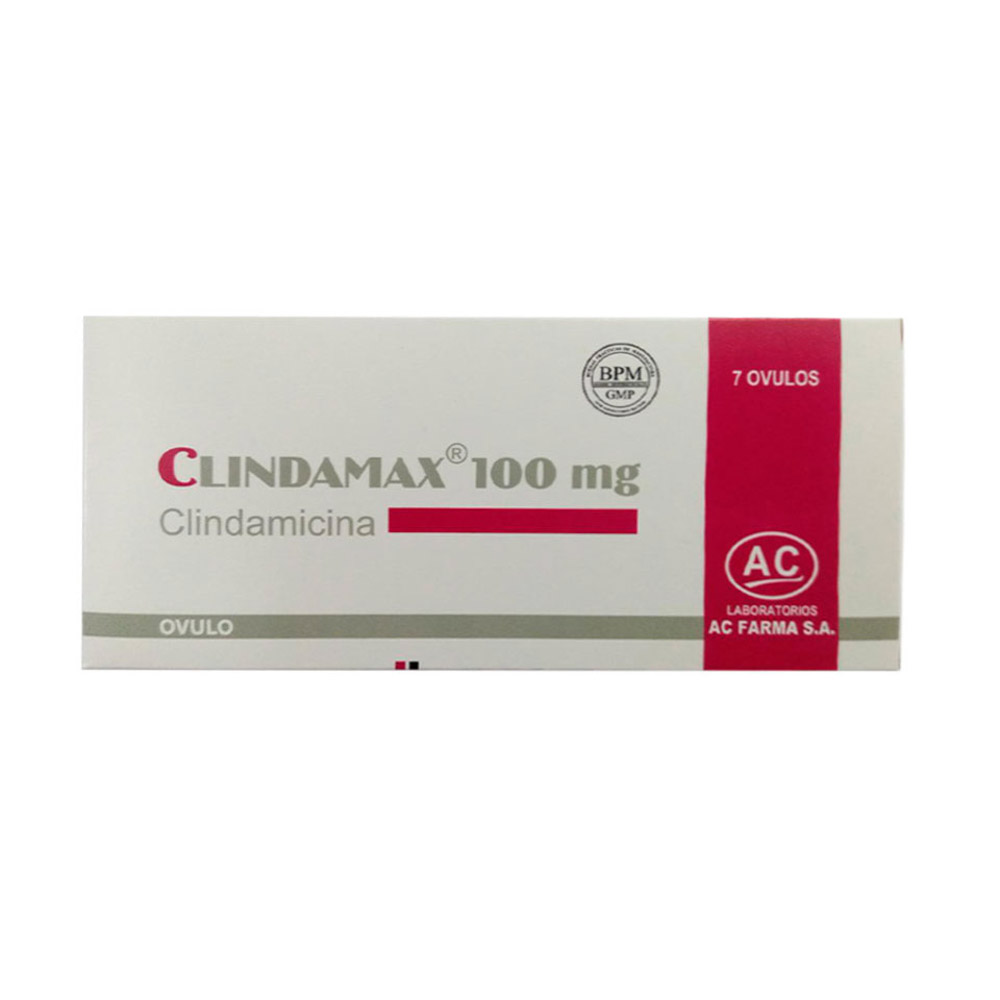 BPM
GMP
7 OVULOS
CLINDAMAX® 100 mg
Clindamicina
AC
LABORATORIOS
AC FARMA S.A.
OVULO